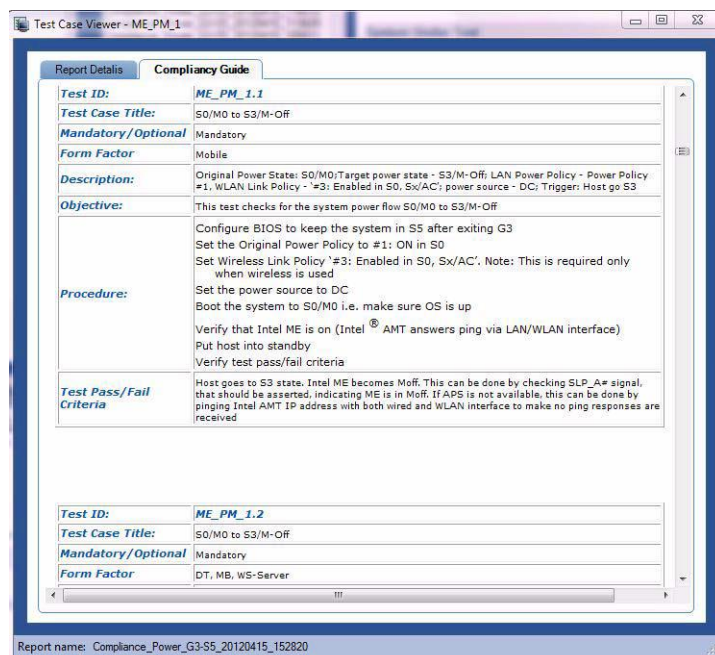 Test Case Viewer - ME_PM_1
Report Detalis
Compliancy Guide
Test ID: ME_PM_1.1
Test Case Title: S0/M0 to S3/M-Off
Mandatory/Optional Mandatory
Form Factor Mobile
Description: Original Power State: S0/M0;Target power state - S3/M-Off; LAN Power Policy - Power Policy
#1, WLAN Link Policy - '#3: Enabled in S0, Sx/AC'; power source - DC; Trigger: Host go S3
Objective: This test checks for the system power flow S0/M0 to S3/M-Off
Procedure:
Configure BIOS to keep the system in S5 after exiting G3
Set the Original Power Policy to #1: ON in S0
Set Wireless Link Policy '#3: Enabled in S0, Sx/AC'. Note: This is required only
when wireless is used
Set the power source to DC
Boot the system to S0/M0 i.e. make sure OS is up
Verify that Intel ME is on (Intel ® AMT answers ping via LAN/WLAN interface)
Put host into standby
Verify test pass/fail criteria
Test Pass/Fail
Criteria
Host goes to S3 state. Intel ME becomes Moff. This can be done by checking SLP_A# signal,
that should be asserted, indicating ME is in Moff. If APS is not available, this can be done by
pinging Intel AMT IP address with both wired and WLAN interface to make no ping responses are
received
Test ID: ME_PM_1.2
Test Case Title: S0/M0 to S3/M-Off
Mandatory/Optional Mandatory
Form Factor DT, MB, WS-Server
Report name: Compliance_Power_G3-S5_20120415_152820